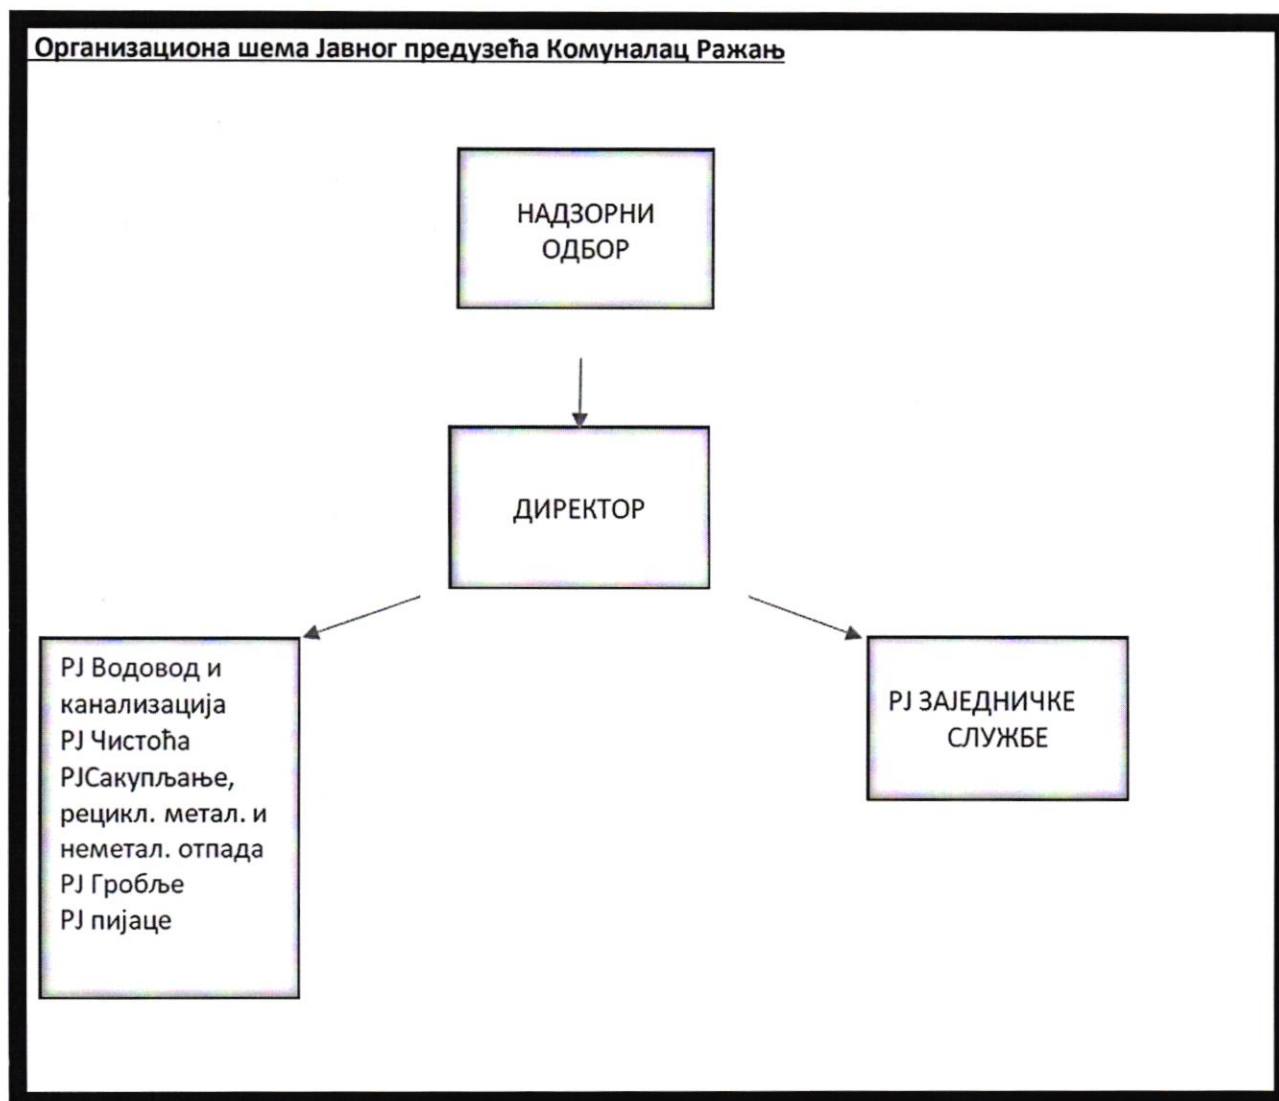 Организациона шема Јавног предузећа Комуналац Ражањ
НАДЗОРНИ
ОДБОР
ДИРЕКТОР
РЈ Водовод и
канализација
РЈ Чистоћа
РЈСакупљање,
рецикл. метал. и
неметал. отпада
РЈ Гробље
РЈ пијаце
РЈ ЗАЈЕДНИЧКЕ
СЛУЖБЕ